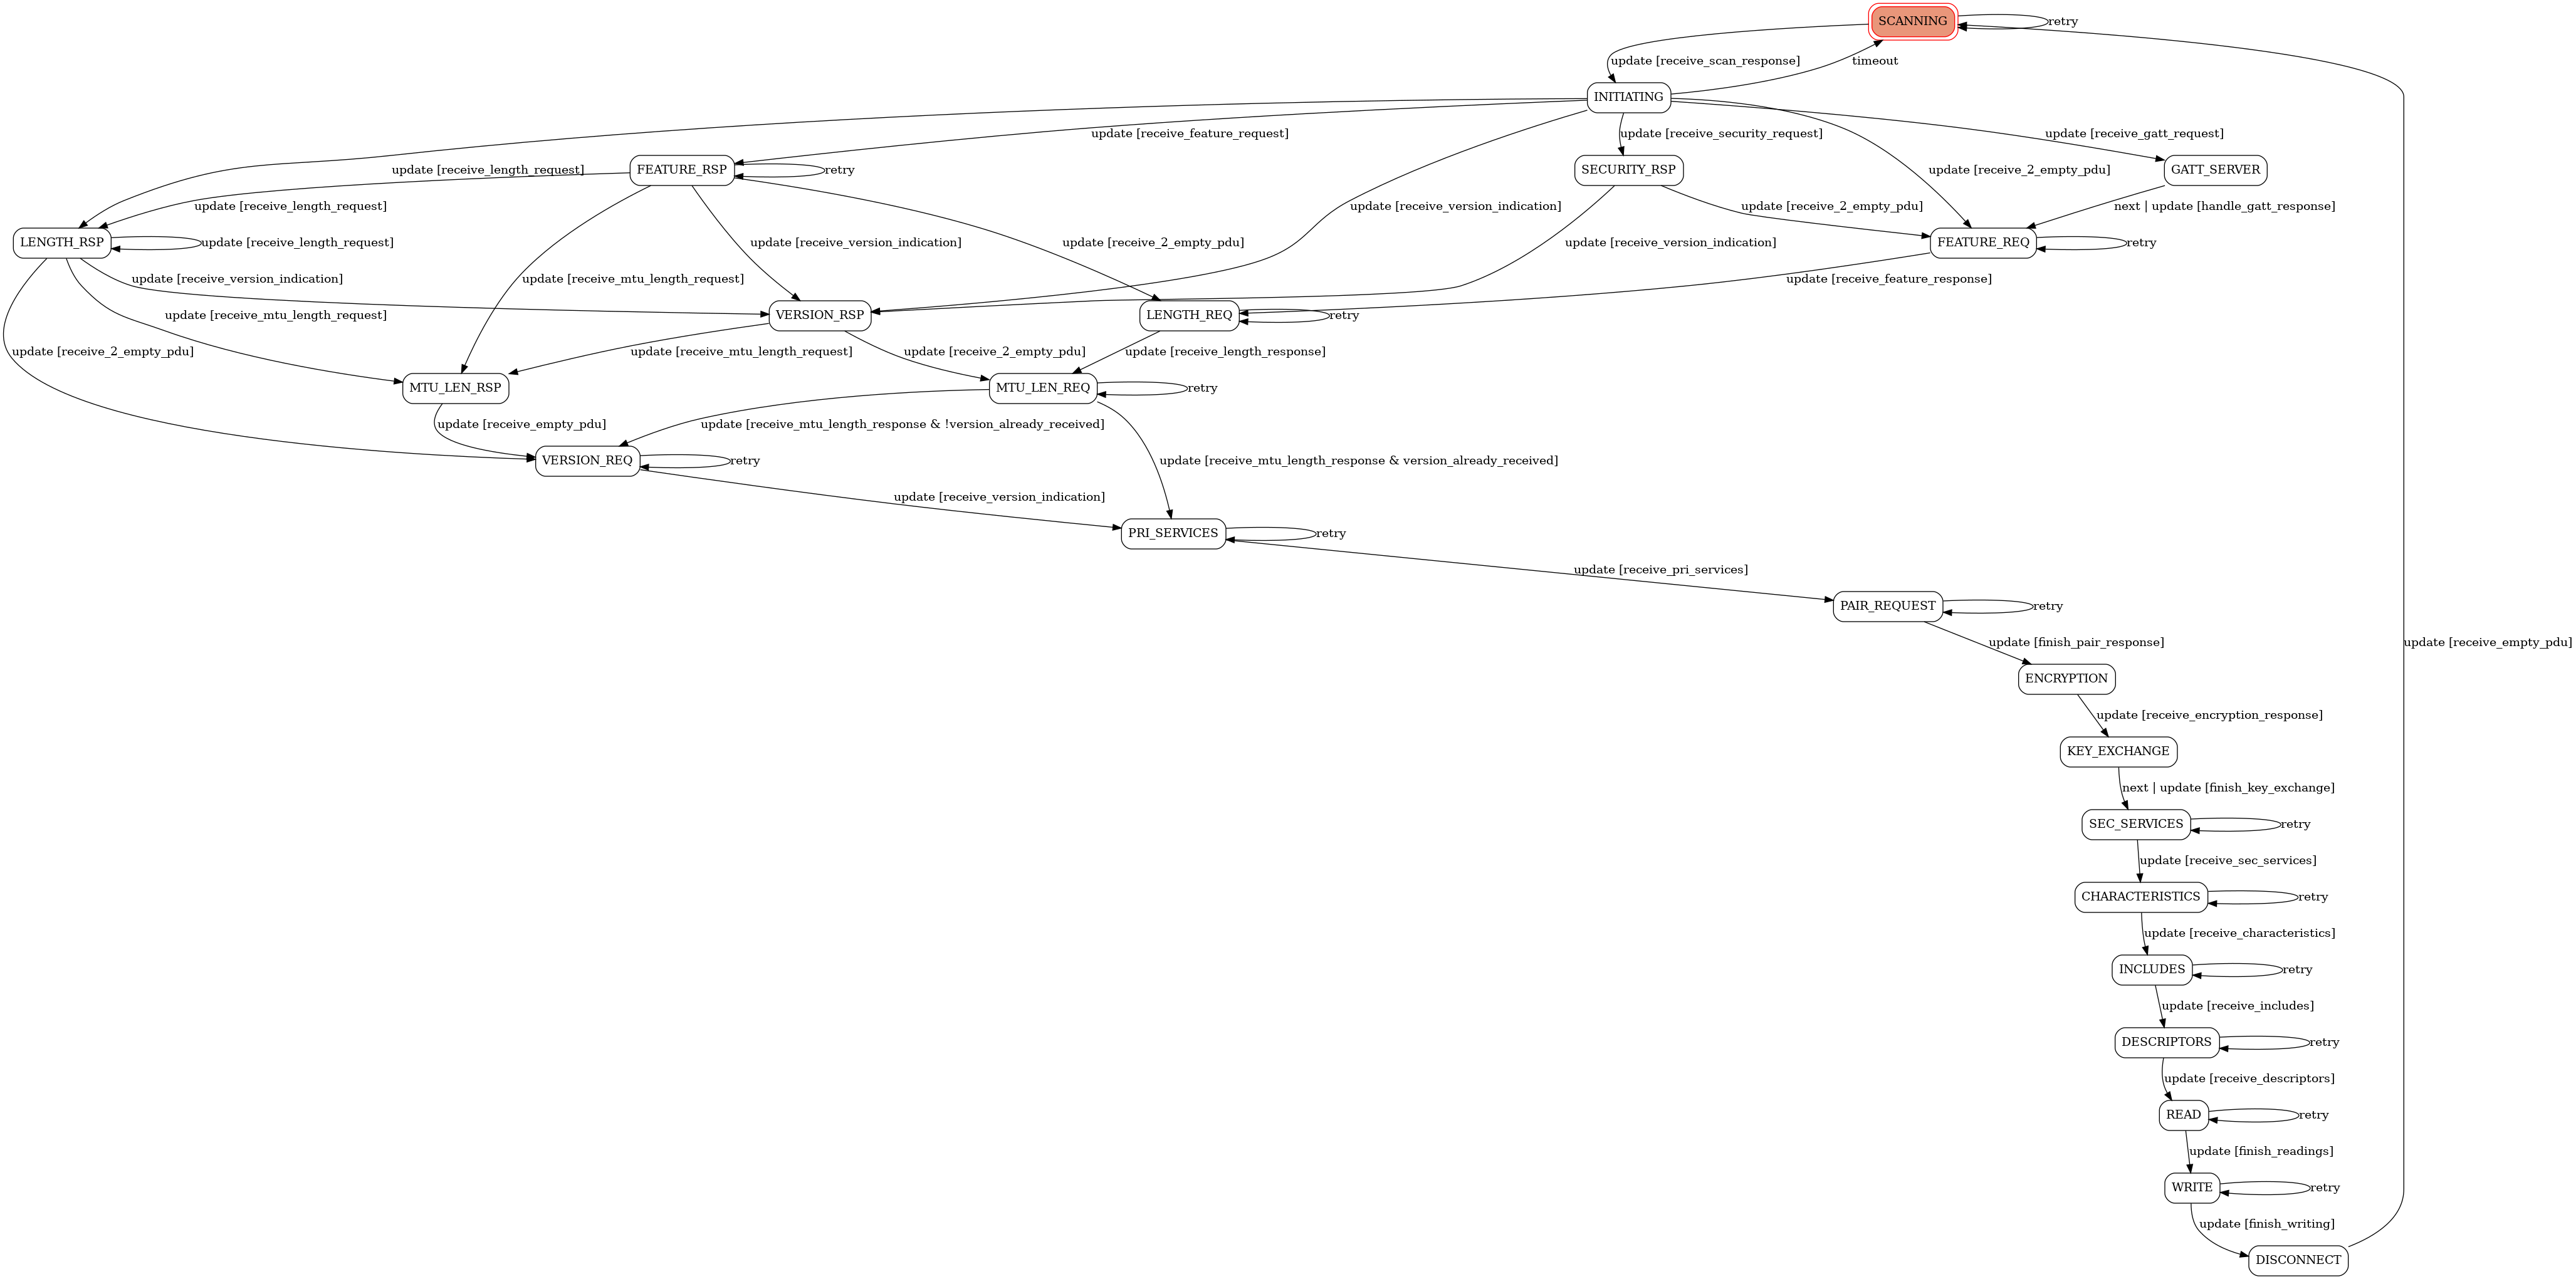 SCANNING
retry
update [receive_scan_response]
timeout
INITIATING
update [receive_feature_request]
update [receive_security_request]
update [receive_gatt_request]
update [receive_length_request]
FEATURE_RSP
retry
SECURITY_RSP
update [receive_2_empty_pdu]
GATT_SERVER
update [receive_length_request]
update [receive_version_indication]
update [receive_2_empty_pdu]
next | update [handle_gatt_response]
LENGTH_RSP
update [receive_length_request]
update [receive_version_indication]
update [receive_2_empty_pdu]
update [receive_version_indication]
FEATURE_REQ
retry
update [receive_version_indication]
update [receive_mtu_length_request]
update [receive_feature_response]
update [receive_mtu_length_request]
VERSION_RSP
LENGTH_REQ
retry
update [receive_2_empty_pdu]
update [receive_mtu_length_request]
update [receive_2_empty_pdu]
update [receive_length_response]
MTU_LEN_RSP
MTU_LEN_REQ
retry
update [receive_empty_pdu]
update [receive_mtu_length_response & !version_already_received]
VERSION_REQ
retry
update [receive_mtu_length_response & version_already_received]
update [receive_version_indication]
PRI_SERVICES
retry
update [receive_pri_services]
PAIR_REQUEST
retry
update [finish_pair_response]
update [receive_empty_pdu]
ENCRYPTION
update [receive_encryption_response]
KEY_EXCHANGE
next | update [finish_key_exchange]
SEC_SERVICES
retry
update [receive_sec_services]
CHARACTERISTICS
retry
update [receive_characteristics]
INCLUDES
retry
update [receive_includes]
DESCRIPTORS
retry
update [receive_descriptors]
READ
retry
update [finish_readings]
WRITE
retry
update [finish_writing]
DISCONNECT